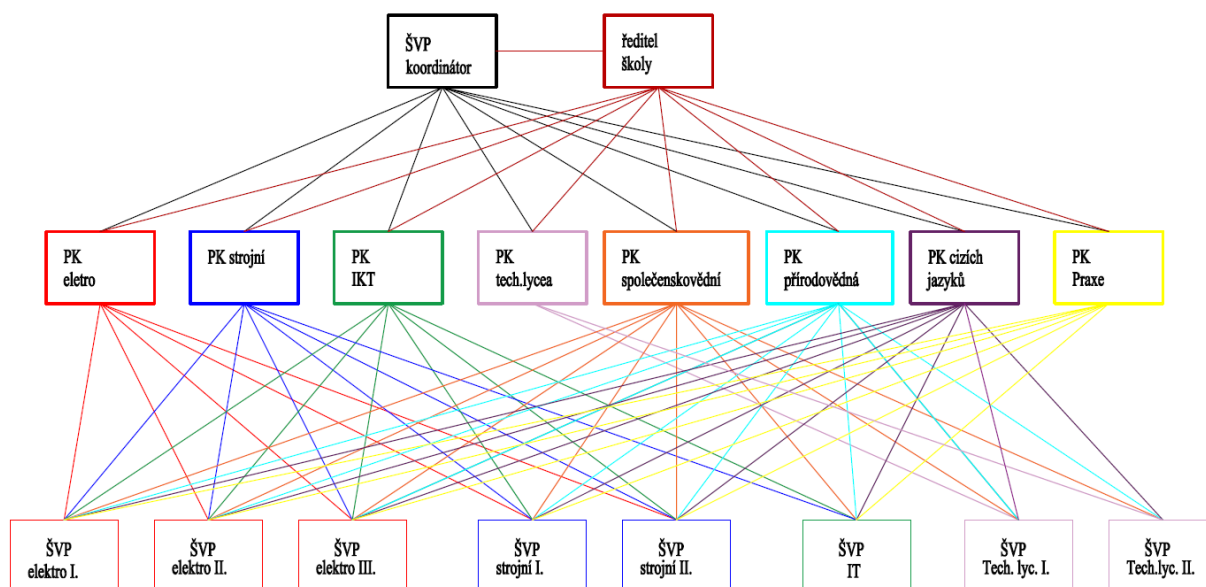 ŠVP
koordinátor
ředitel
školy
PK
eletro
PK strojní
PK
IKT
PK
tech.lycea
PK
společenskovědní
PK
přírodovědná
PK cizích
jazyků
PK
Praxe
ŠVP
elektro I.
ŠVP
elektro II.
ŠVP
elektro III.
ŠVP
strojní I.
ŠVP
strojní II.
ŠVP
IT
ŠVP
Tech. lyc. I.
ŠVP
Tech.lyc. II.